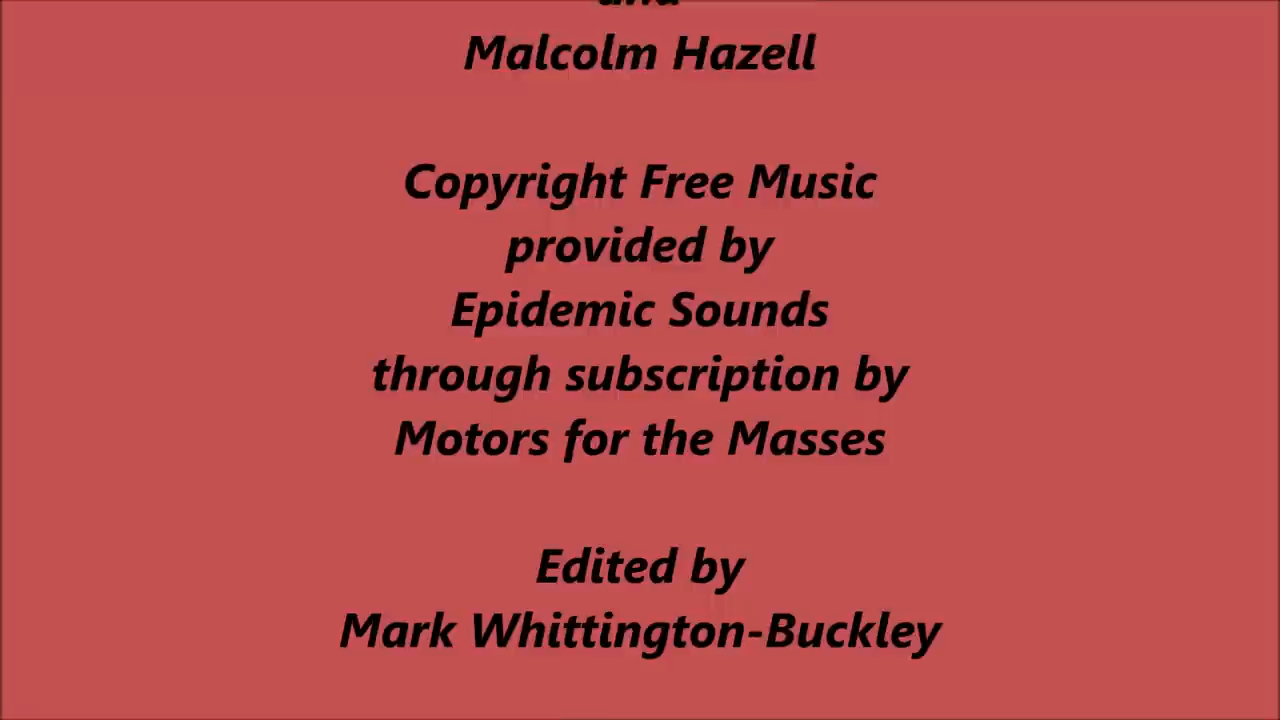 and
Malcolm Hazell
Copyright Free Music
provided by
Epidemic Sounds
through subscription by
Motors for the Masses
Edited by
Mark Whittington-Buckley